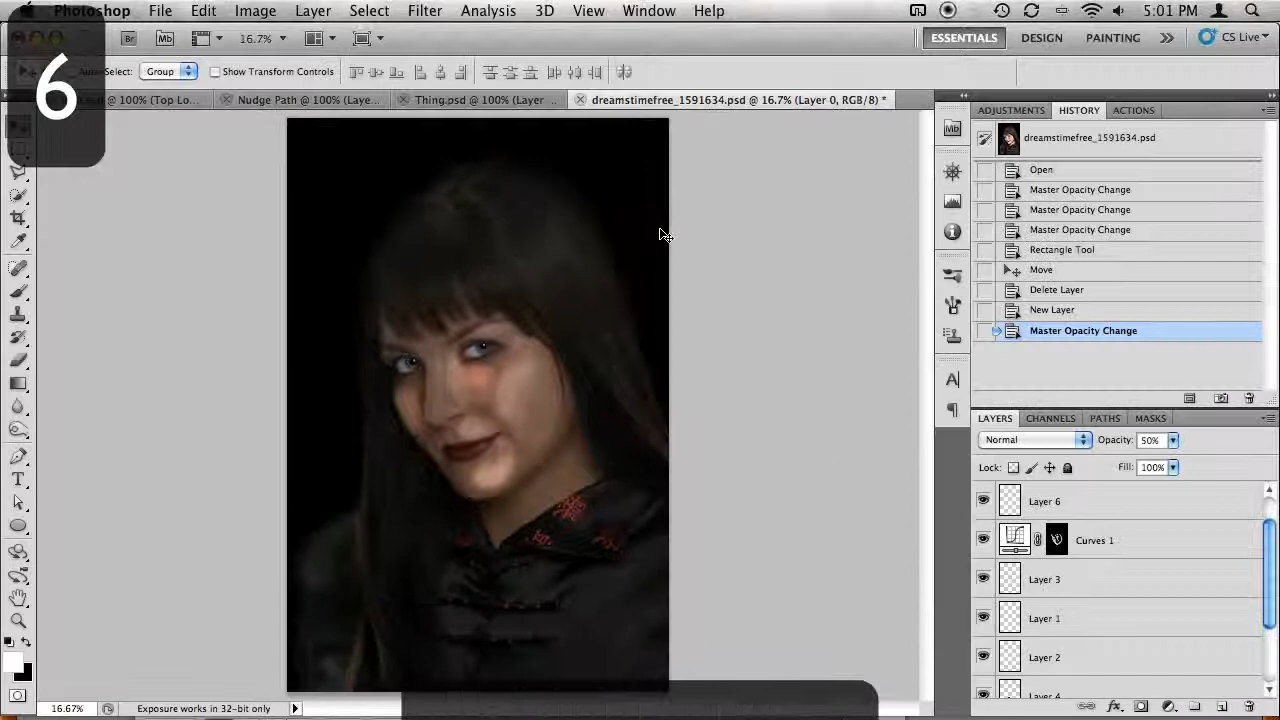 Photoshop File Edit Image Layer Select Filter Analysis 3D View Window Help 5:01 PM
6
Br Mb 16.7% ESSENTIALS DESIGN PAINTING CS Live
Group Show Transform Controls
@ 100% (Top Lo... Nudge Path @ 100% (Laye... Thing.psd @ 100% (Layer ... dreamstimefree_1591634.psd @ 16.7% (Layer 0, RGB/8) *
ADJUSTMENTS HISTORY ACTIONS
Mb
dreamstimefree_1591634.psd
Open
Master Opacity Change
Master Opacity Change
Master Opacity Change
Rectangle Tool
Move
Delete Layer
New Layer
Master Opacity Change
LAYERS CHANNELS PATHS MASKS
Normal Opacity: 50%
Lock: Fill: 100%
Layer 6
Curves 1
Layer 3
Layer 1
Layer 2
Layer 4
16.67% Exposure works in 32-bit only